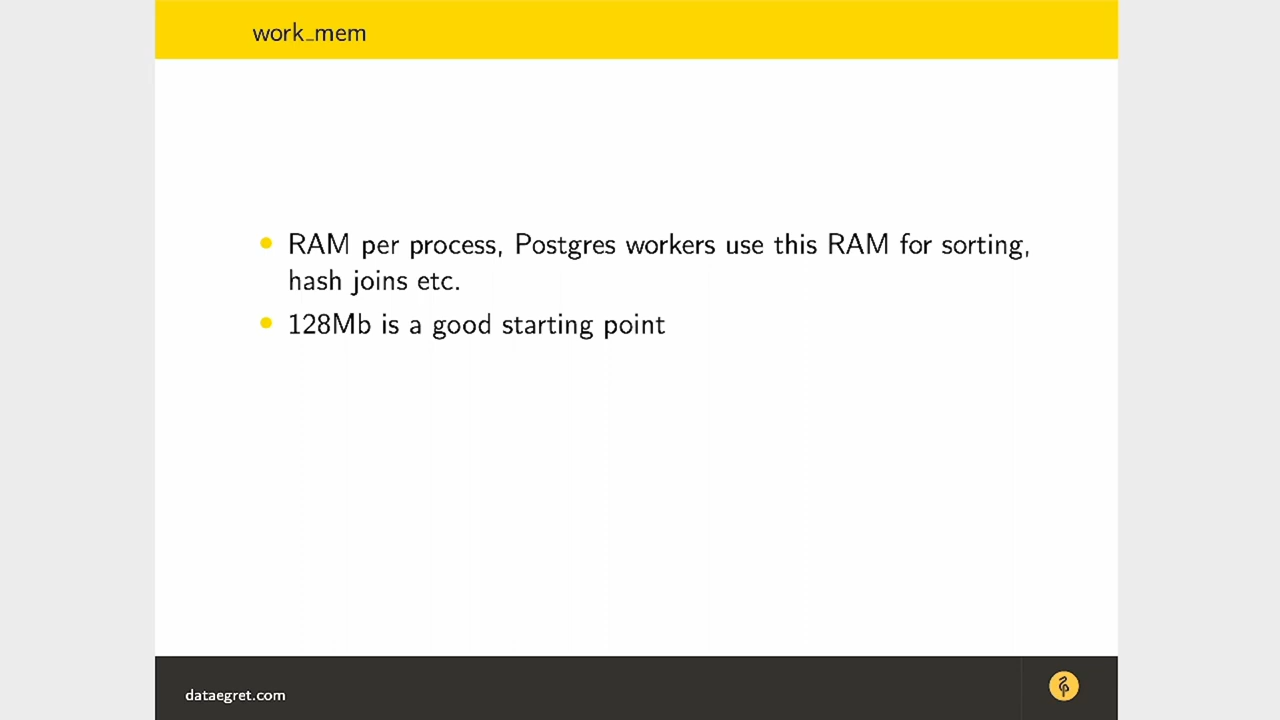 work_mem
RAM per process, Postgres workers use this RAM for sorting,
hash joins etc.
128Mb is a good starting point
dataegret.com